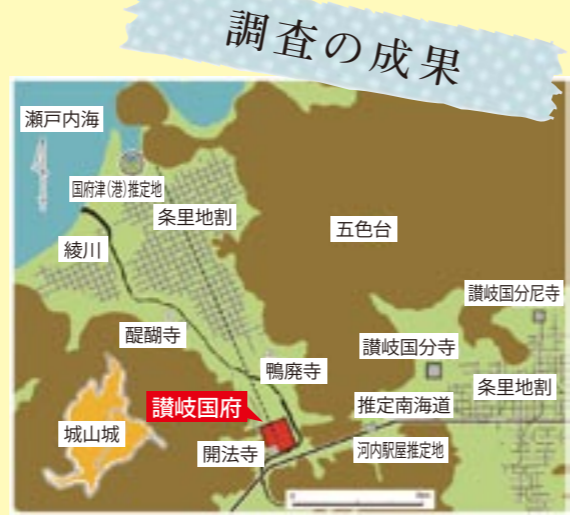 調査の成果
瀬戸内海
国府津(港)推定地
条里地割
綾川
五色台
讃岐国分尼寺
醍醐寺
讃岐国分寺
鴨廃寺
条里地割
讃岐国府
推定南海道
城山城
開法寺
河内駅屋推定地